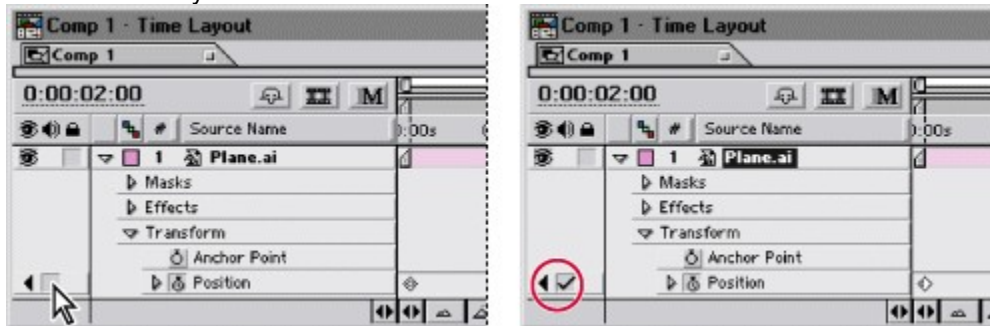 Comp 1 · Time Layout
Comp 1
0:00:02:00 M
# Source Name :00s
1 Plane.ai
Masks
Effects
Transform
Anchor Point
Position
Comp 1 · Time Layout
Comp 1
0:00:02:00 M
# Source Name :00s
1 Plane.ai
Masks
Effects
Transform
Anchor Point
Position